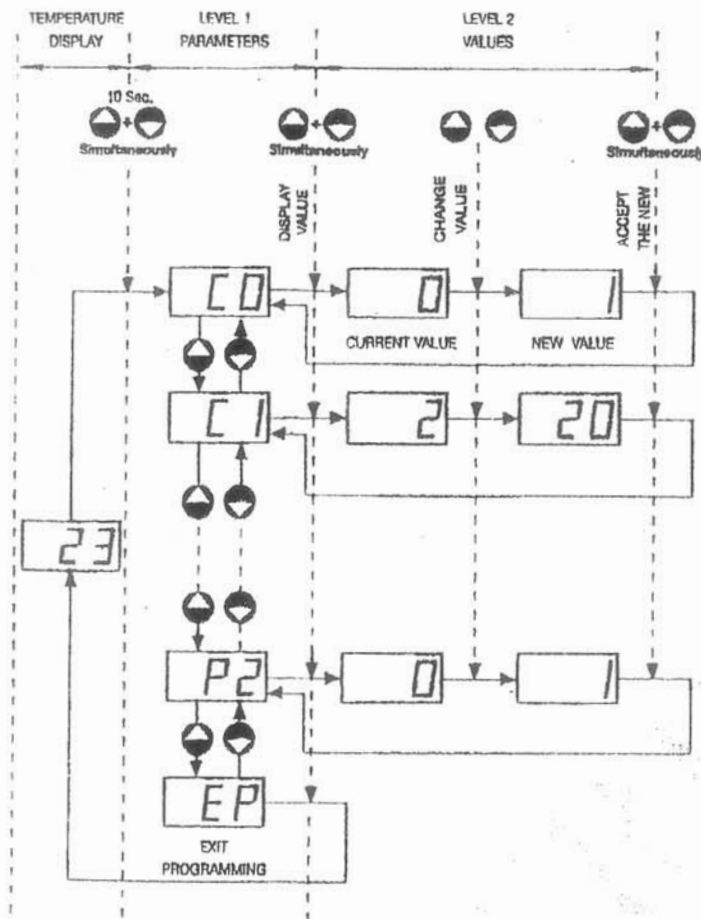 TEMPERATURE DISPLAY
LEVEL 1 PARAMETERS
LEVEL 2 VALUES
10 Sec.
+
Simultaneously
+
Simultaneously
+
Simultaneously
DISPLAY VALUE
CHANGE VALUE
ACCEPT THE NEW
C0
0
1
CURRENT VALUE
NEW VALUE
C1
2
20
23
P2
0
1
EP
EXIT PROGRAMMING